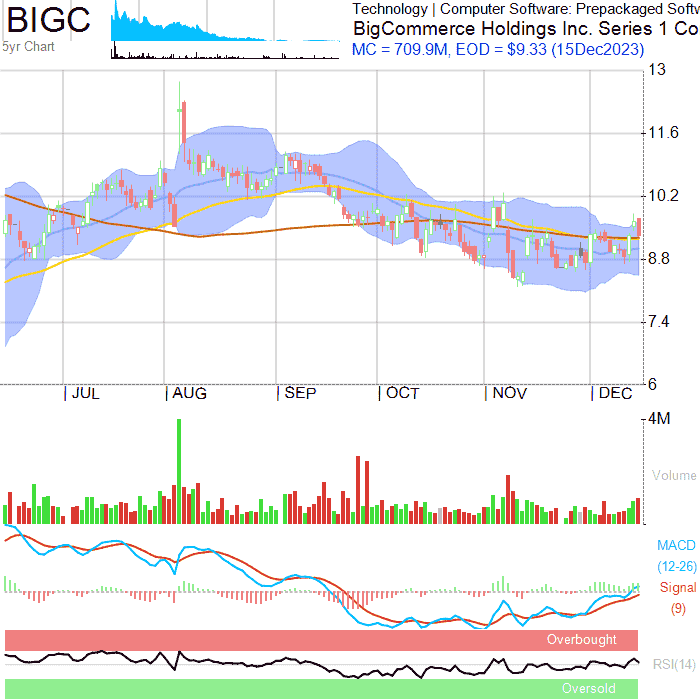 BIGC
5yr Chart
Technology | Computer Software: Prepackaged Softw
BigCommerce Holdings Inc. Series 1 Co
MC = 709.9M, EOD = $9.33 (15Dec2023)
13
11.6
10.2
8.8
7.4
6
| JUL | AUG | SEP | OCT | NOV | DEC
4M
Volume
MACD
(12-26)
Signal
(9)
Overbought
RSI(14)
Oversold